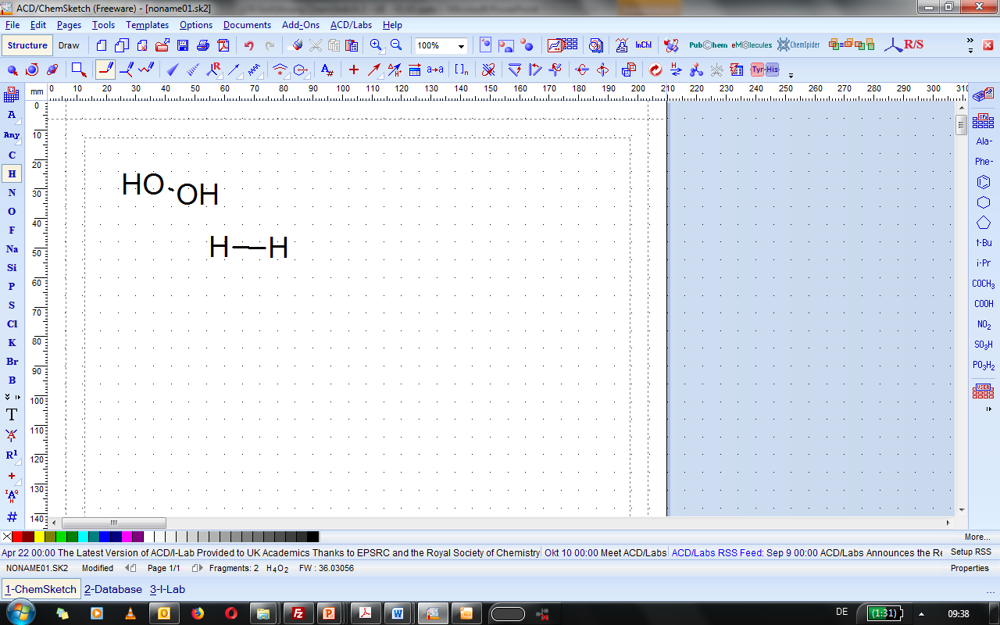 ACD/ChemSketch (Freeware) - [noname01.sk2]
File Edit Pages Tools Templates Options Documents Add-Ons ACD/Labs Help
Structure Draw 100% InChI PubChem eMolecules ChemSpider R/S
Tyr His
mm 0 10 20 30 40 50 60 70 80 90 100 110 120 130 140 150 160 170 180 190 200 210 220 230 240 250 260 270 280 290 300 310
0
10
20
30
40
50
60
70
80
90
100
110
120
130
140
A
Any
C
H
N
O
F
Na
Si
P
S
Cl
K
Br
B
T
A
R1
#
HO OH
H H
CF3
Ala-
Phe-
t-Bu
i-Pr
COCH3
COOH
NO2
SO3H
PO3H2
USER
More...
Apr 22 00:00 The Latest Version of ACD/I-Lab Provided to UK Academics Thanks to EPSRC and the Royal Society of Chemistry Okt 10 00:00 Meet ACD/Labs ACD/Labs RSS Feed: Sep 9 00:00 ACD/Labs Announces the Re Setup RSS
NONAME01.SK2 Modified Page 1/1 Fragments: 2 H4O2 FW : 36.03056 Properties
1-ChemSketch 2-Database 3-I-Lab
DE (1:31) 09:38